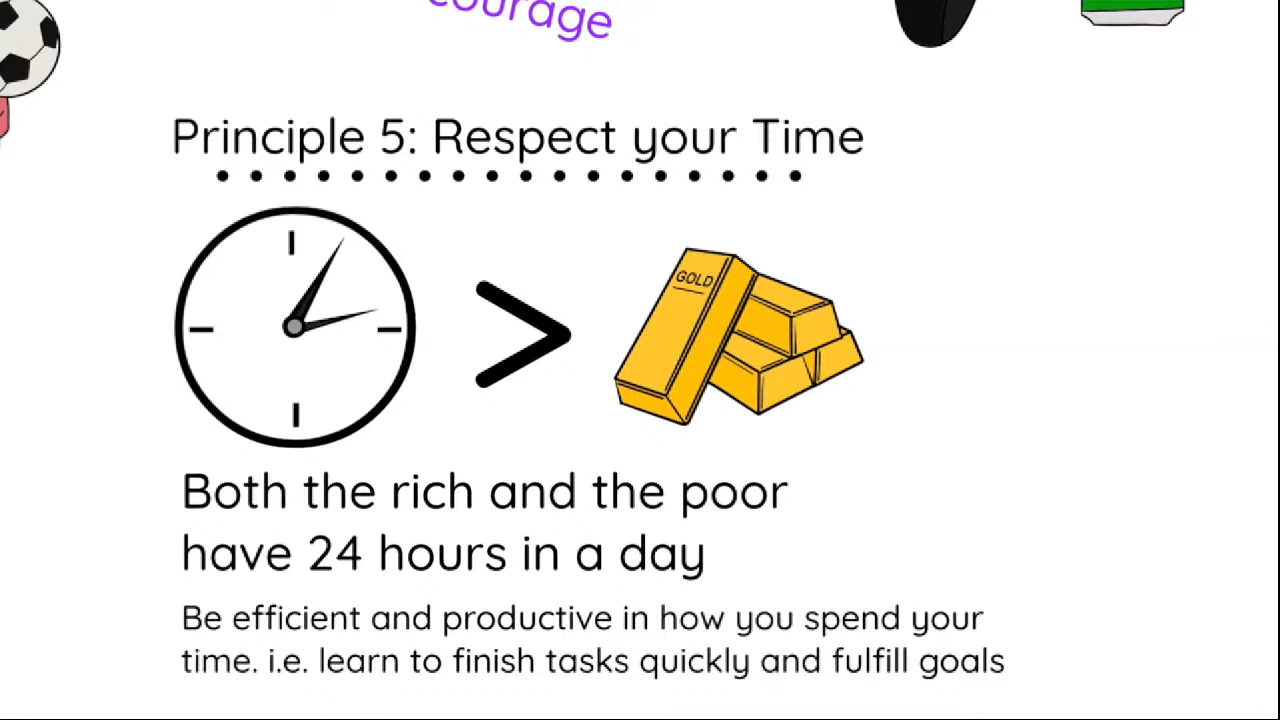 courage
Principle 5: Respect your Time
GOLD
Both the rich and the poor
have 24 hours in a day
Be efficient and productive in how you spend your
time. i.e. learn to finish tasks quickly and fulfill goals